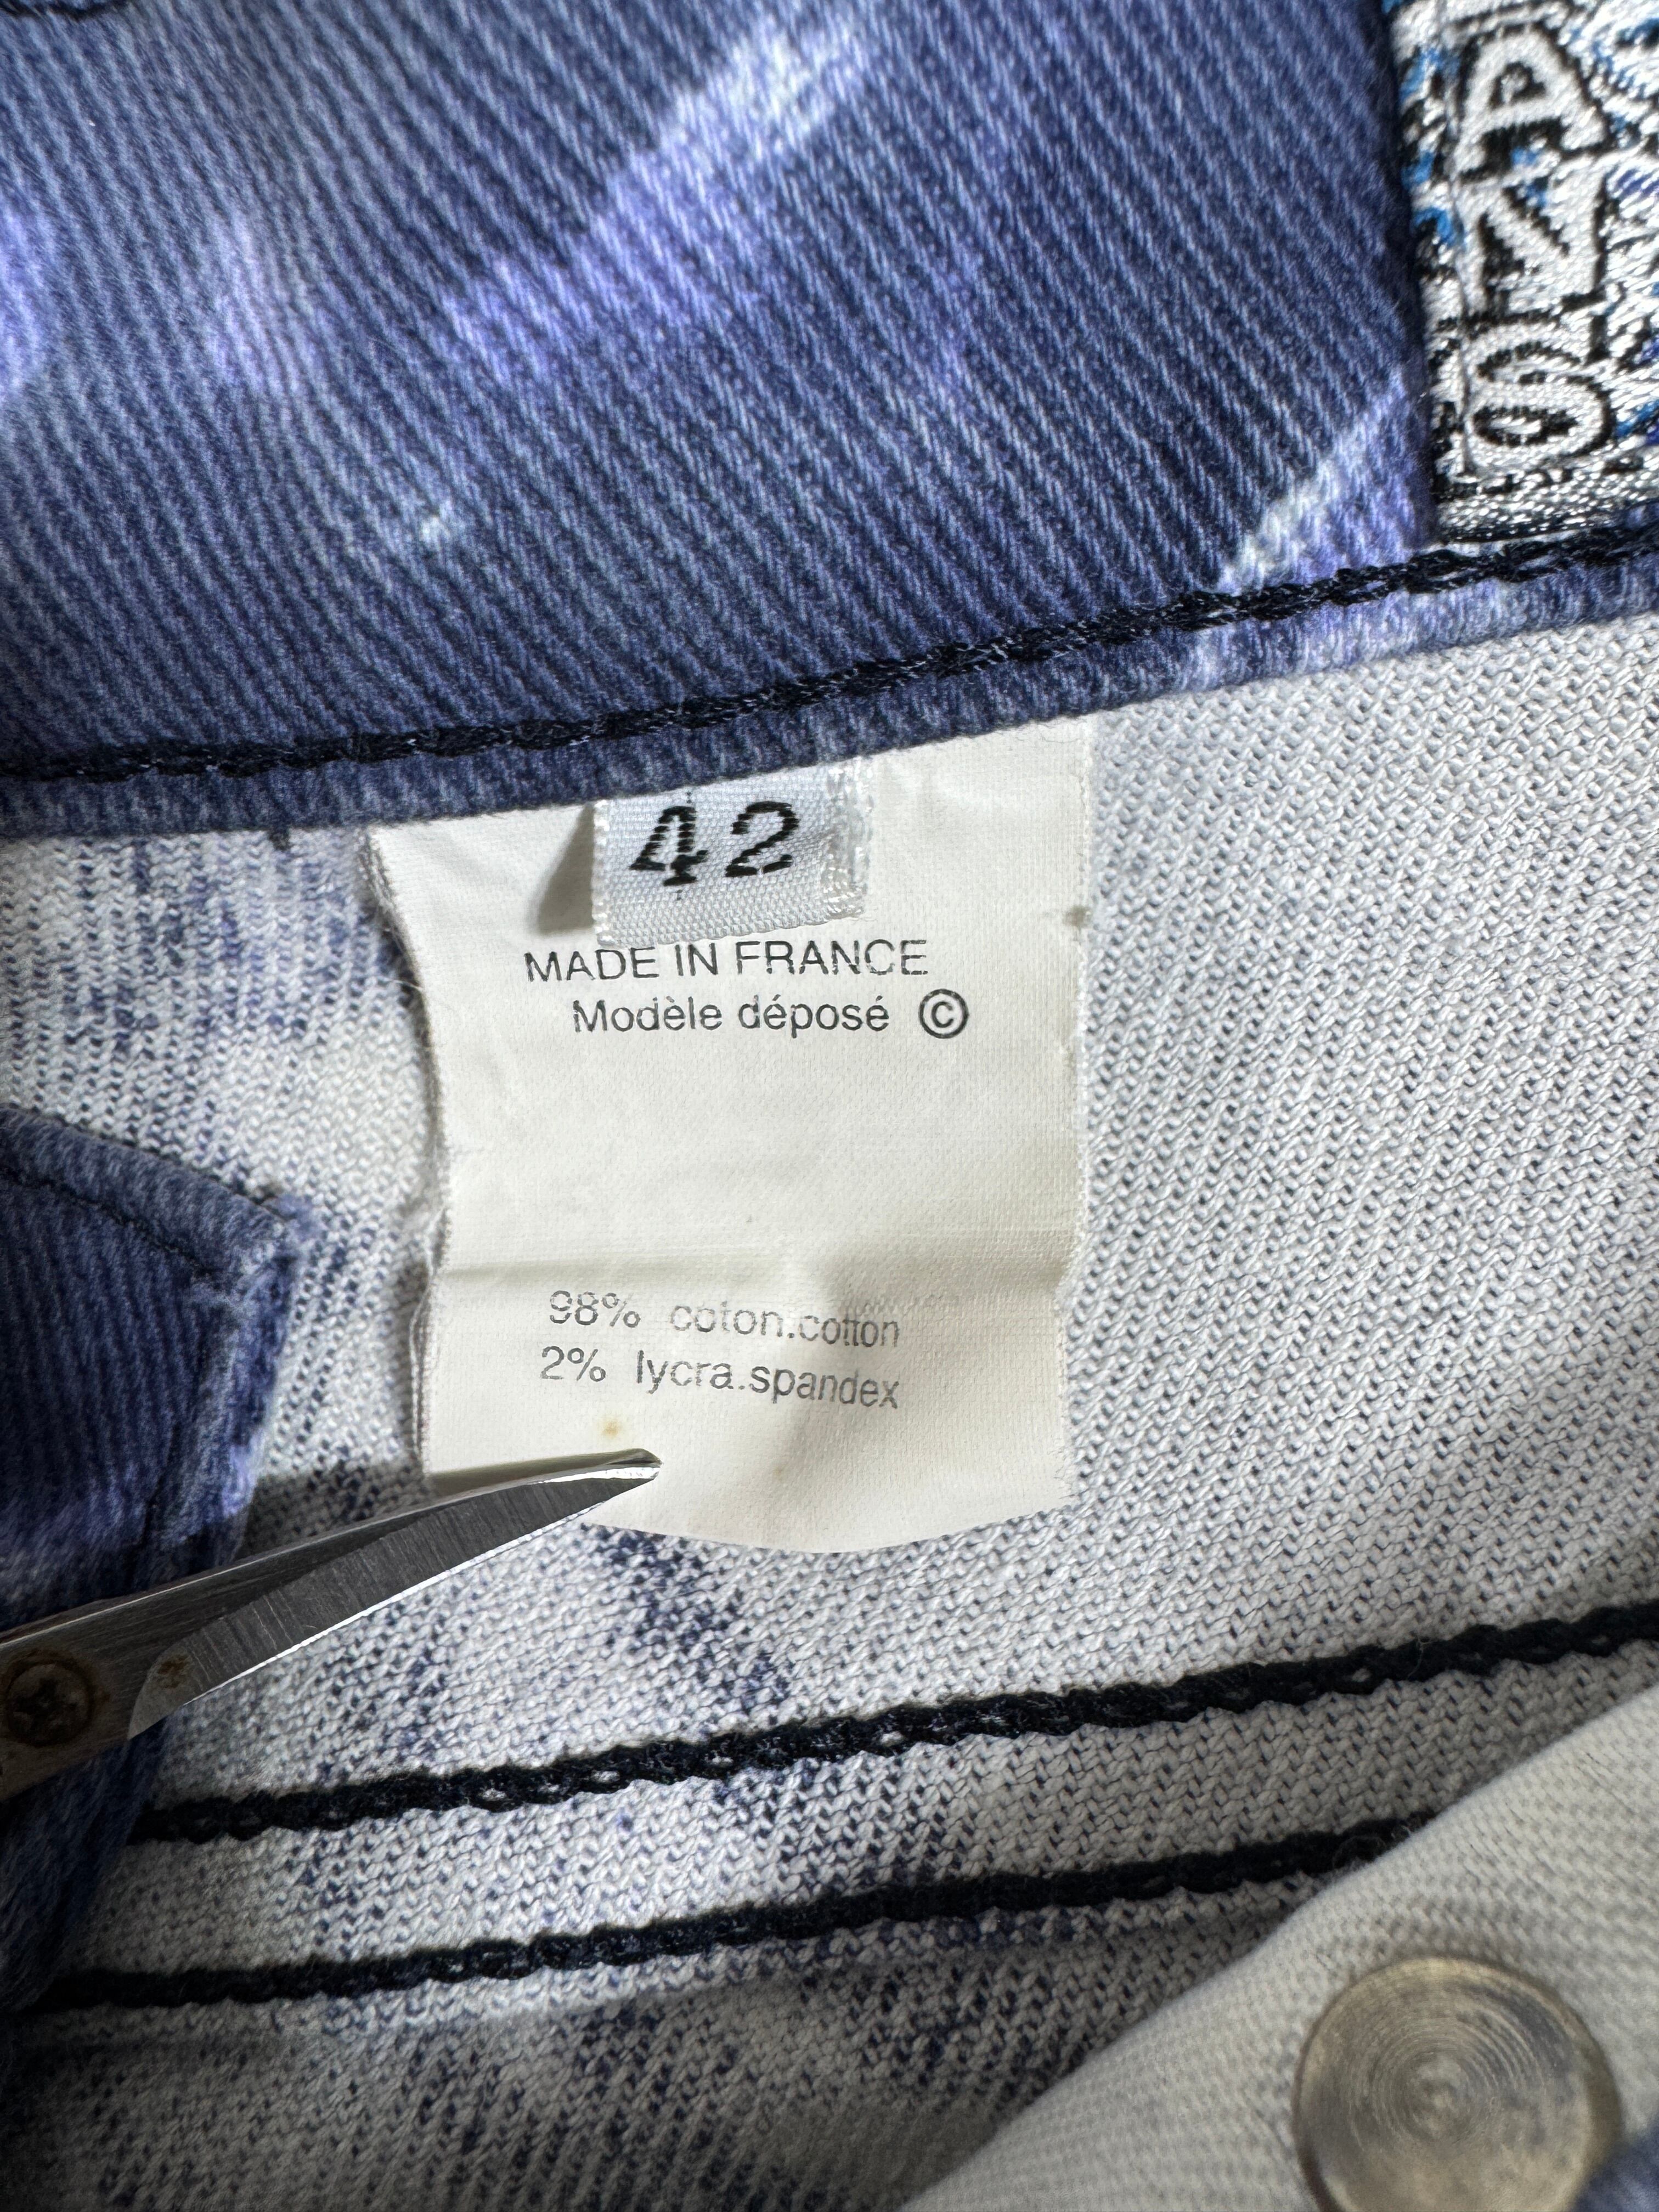 42
MADE IN FRANCE
Modèle déposé ©
98% coton.cotton
2% lycra.spandex